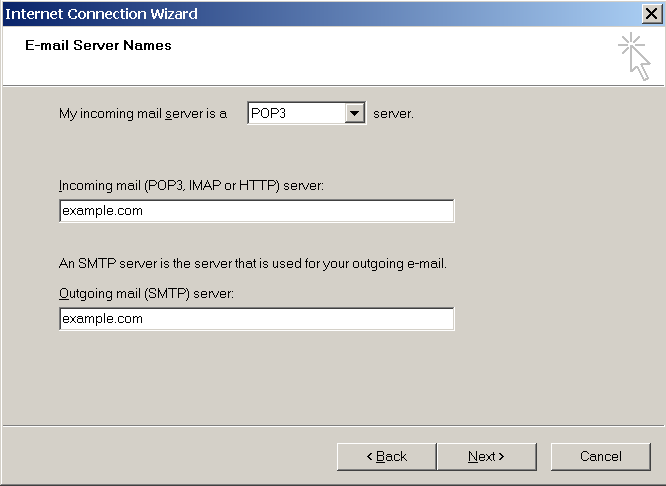 Internet Connection Wizard
E-mail Server Names
My incoming mail server is a POP3 server.
Incoming mail (POP3, IMAP or HTTP) server:
example.com
An SMTP server is the server that is used for your outgoing e-mail.
Outgoing mail (SMTP) server:
example.com
< Back Next > Cancel